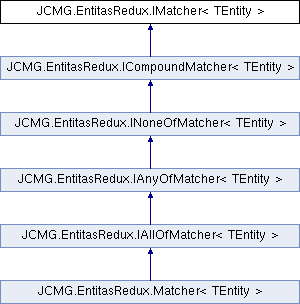 JCMG.EntitasRedux.IMatcher< TEntity >
JCMG.EntitasRedux.ICompoundMatcher< TEntity >
JCMG.EntitasRedux.INoneOfMatcher< TEntity >
JCMG.EntitasRedux.IAnyOfMatcher< TEntity >
JCMG.EntitasRedux.IAllOfMatcher< TEntity >
JCMG.EntitasRedux.Matcher< TEntity >